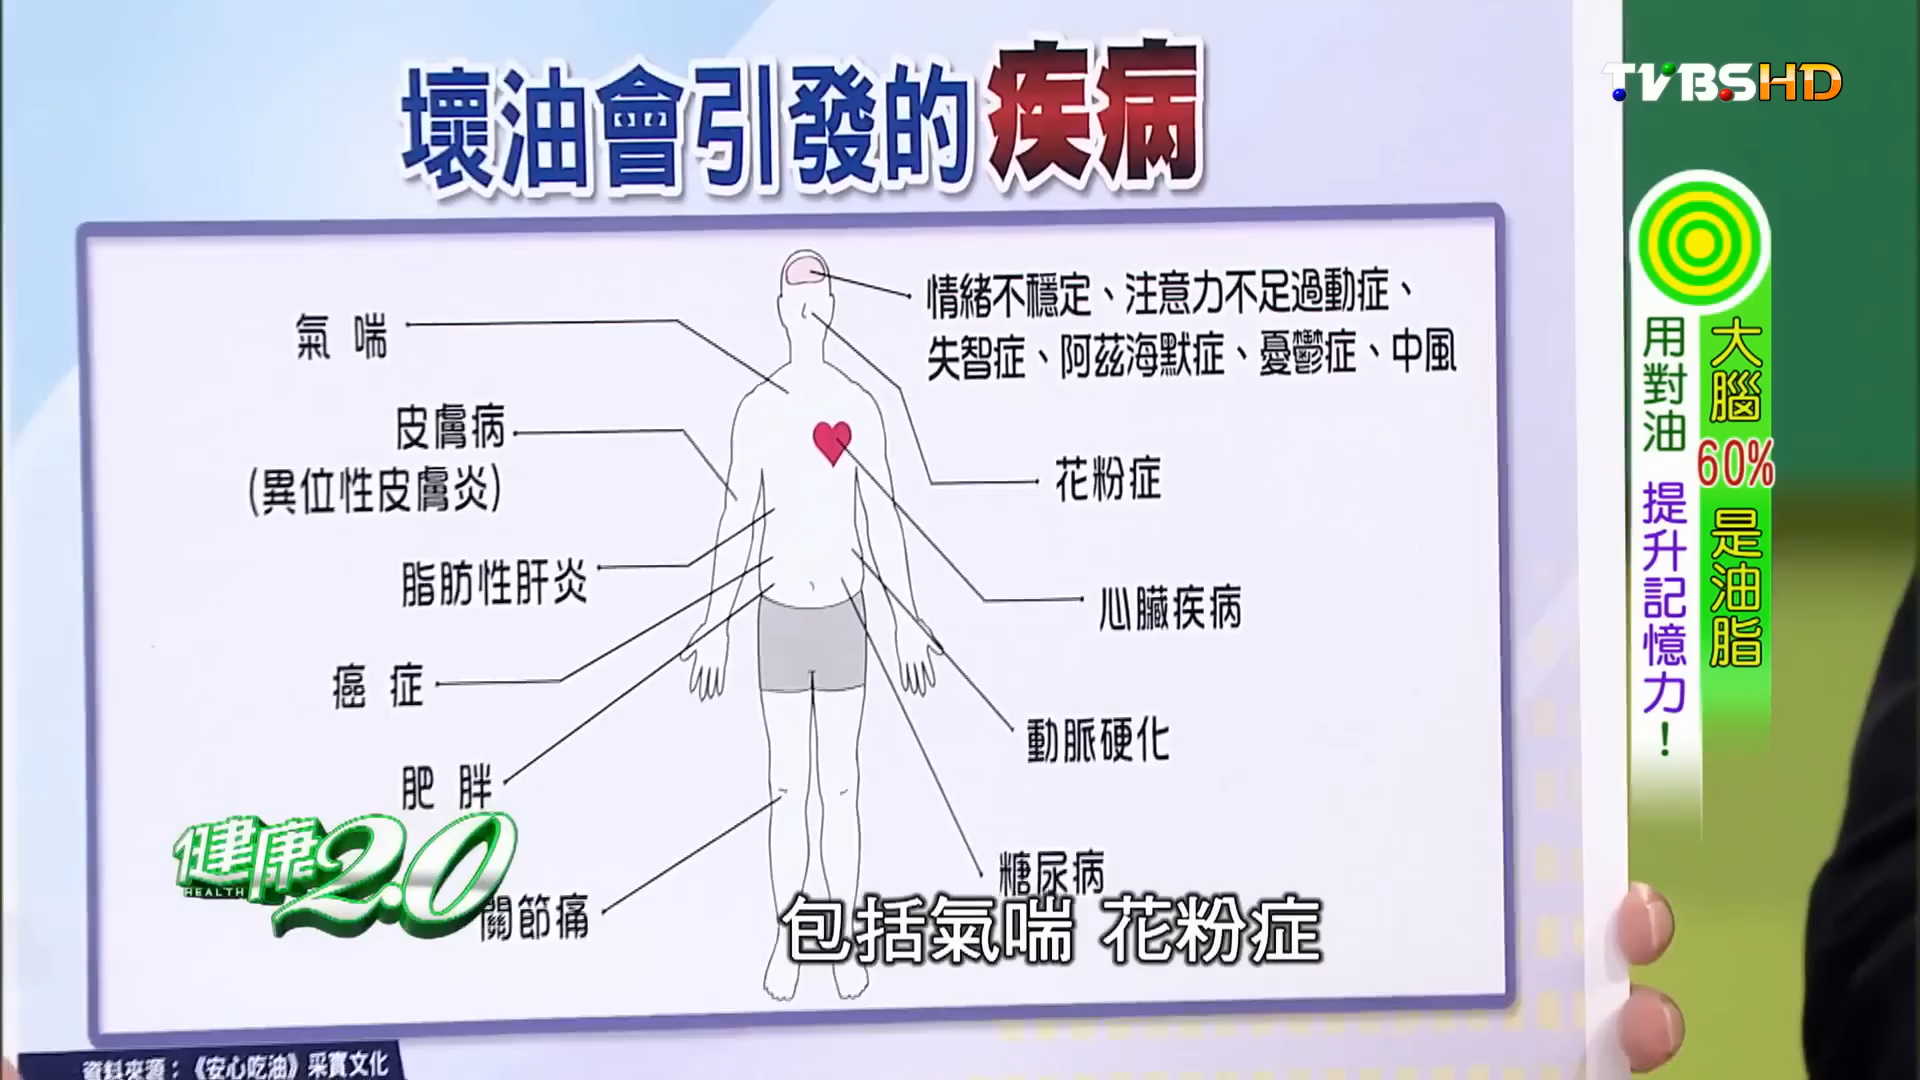 壞油會引發的疾病
TVBSHD
情緒不穩定、注意力不足過動症、
失智症、阿茲海默症、憂鬱症、中風
氣喘
皮膚病
(異位性皮膚炎)
花粉症
脂肪性肝炎
心臟疾病
癌症
動脈硬化
肥胖
糖尿病
關節痛
大腦60%是油脂
用對油 提升記憶力!
健康2.0
HEALTH
包括氣喘 花粉症
資料來源:《安心吃油》采實文化